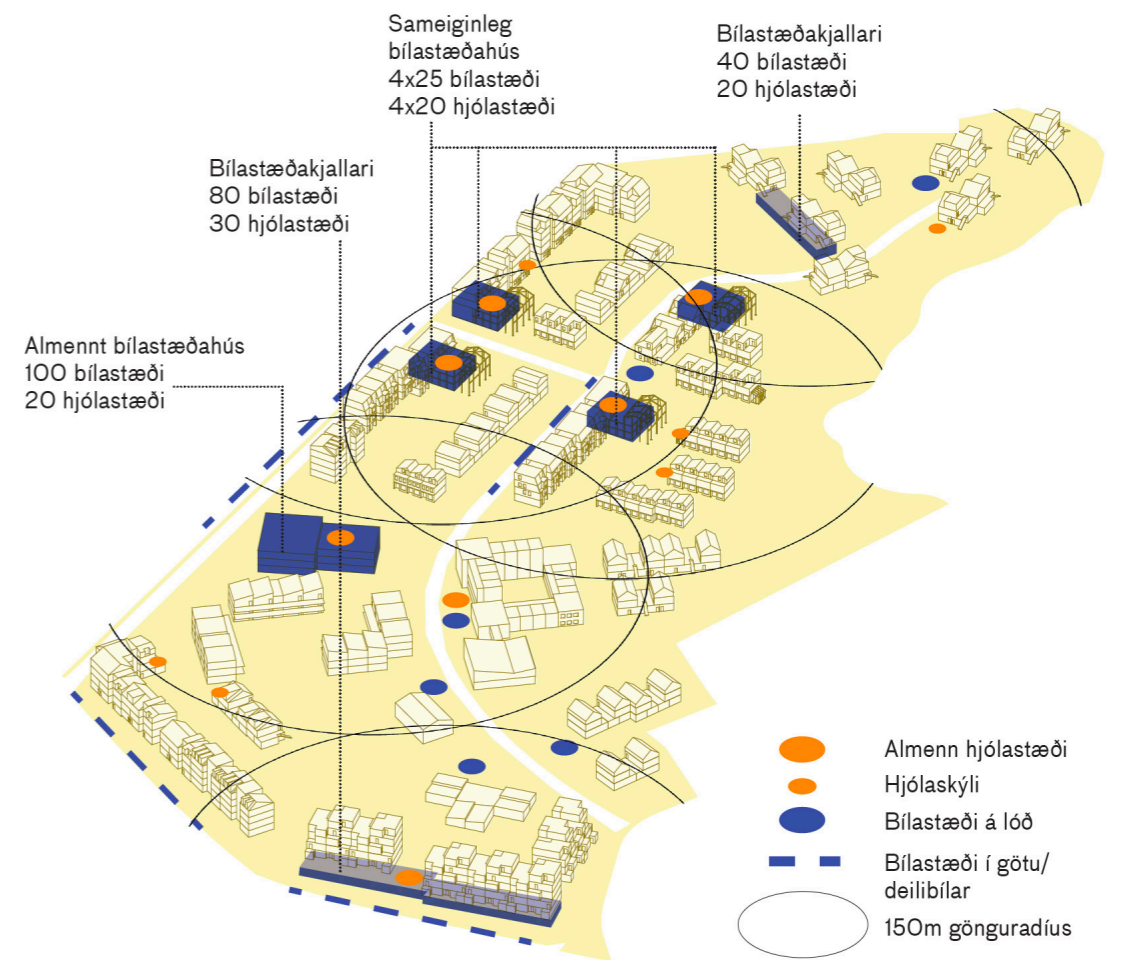 Sameiginleg
bílastæðahús
4x25 bílastæði
4x20 hjólastæði
Bílastæðakjallari
40 bílastæði
20 hjólastæði
Bílastæðakjallari
80 bílastæði
30 hjólastæði
Almennt bílastæðahús
100 bílastæði
20 hjólastæði
Almenn hjólastæði
Hjólaskýli
Bílastæði á lóð
Bílastæði í götu/
deilibílar
150m gönguradíus